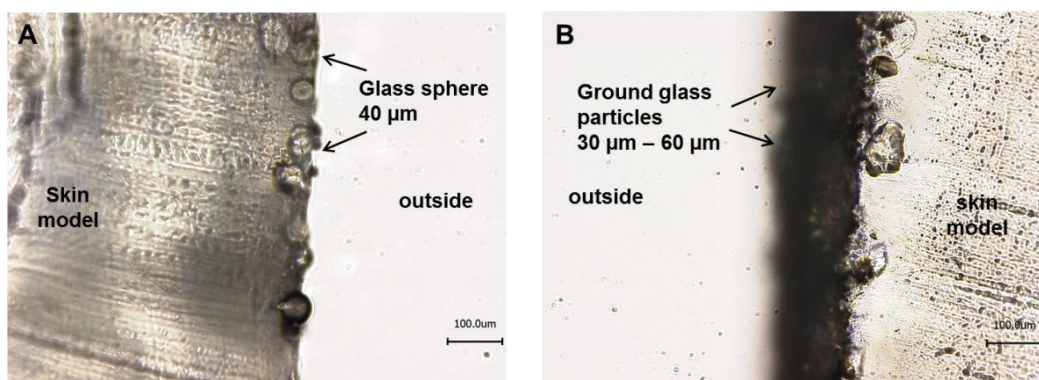 A
Glass sphere
40 µm
Skin
model
outside
100.0um
B
Ground glass
particles
30 µm – 60 µm
outside
skin
model
100.0um